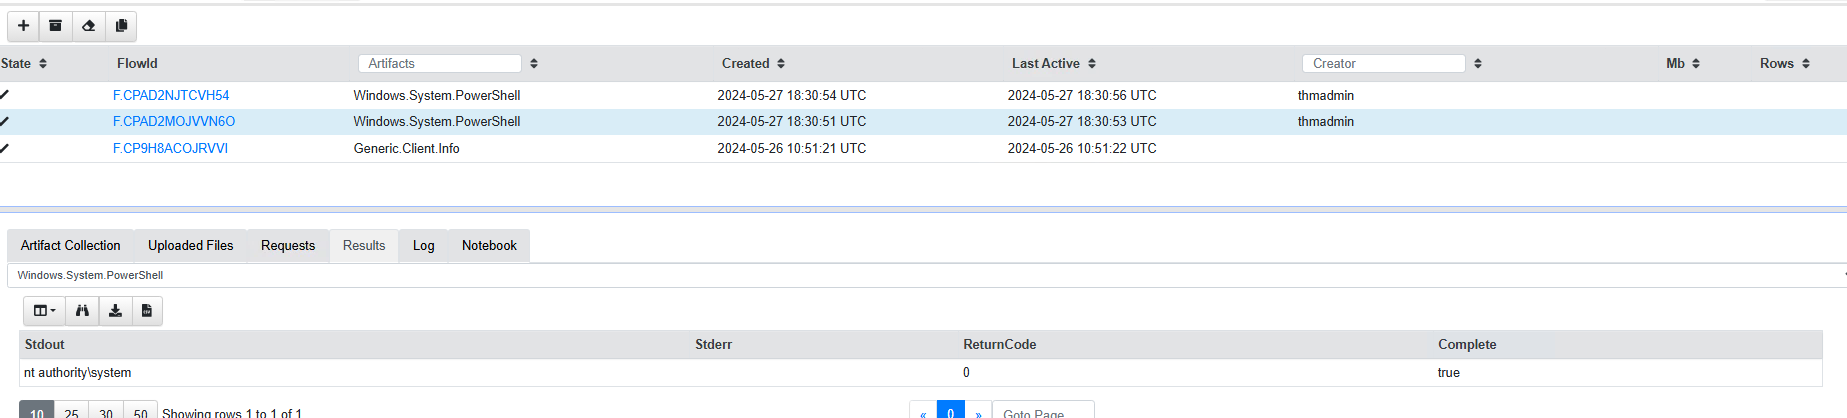 State FlowId Artifacts Created Last Active Creator Mb Rows
F.CPAD2NJTCVH54 Windows.System.PowerShell 2024-05-27 18:30:54 UTC 2024-05-27 18:30:56 UTC thmadmin
F.CPAD2MOJVVN6O Windows.System.PowerShell 2024-05-27 18:30:51 UTC 2024-05-27 18:30:53 UTC thmadmin
F.CP9H8ACOJRVVI Generic.Client.Info 2024-05-26 10:51:21 UTC 2024-05-26 10:51:22 UTC
Artifact Collection Uploaded Files Requests Results Log Notebook
Windows.System.PowerShell
Stdout Stderr ReturnCode Complete
nt authority\system 0 true
10 25 30 50 Showing rows 1 to 1 of 1 « 0 » Goto Page